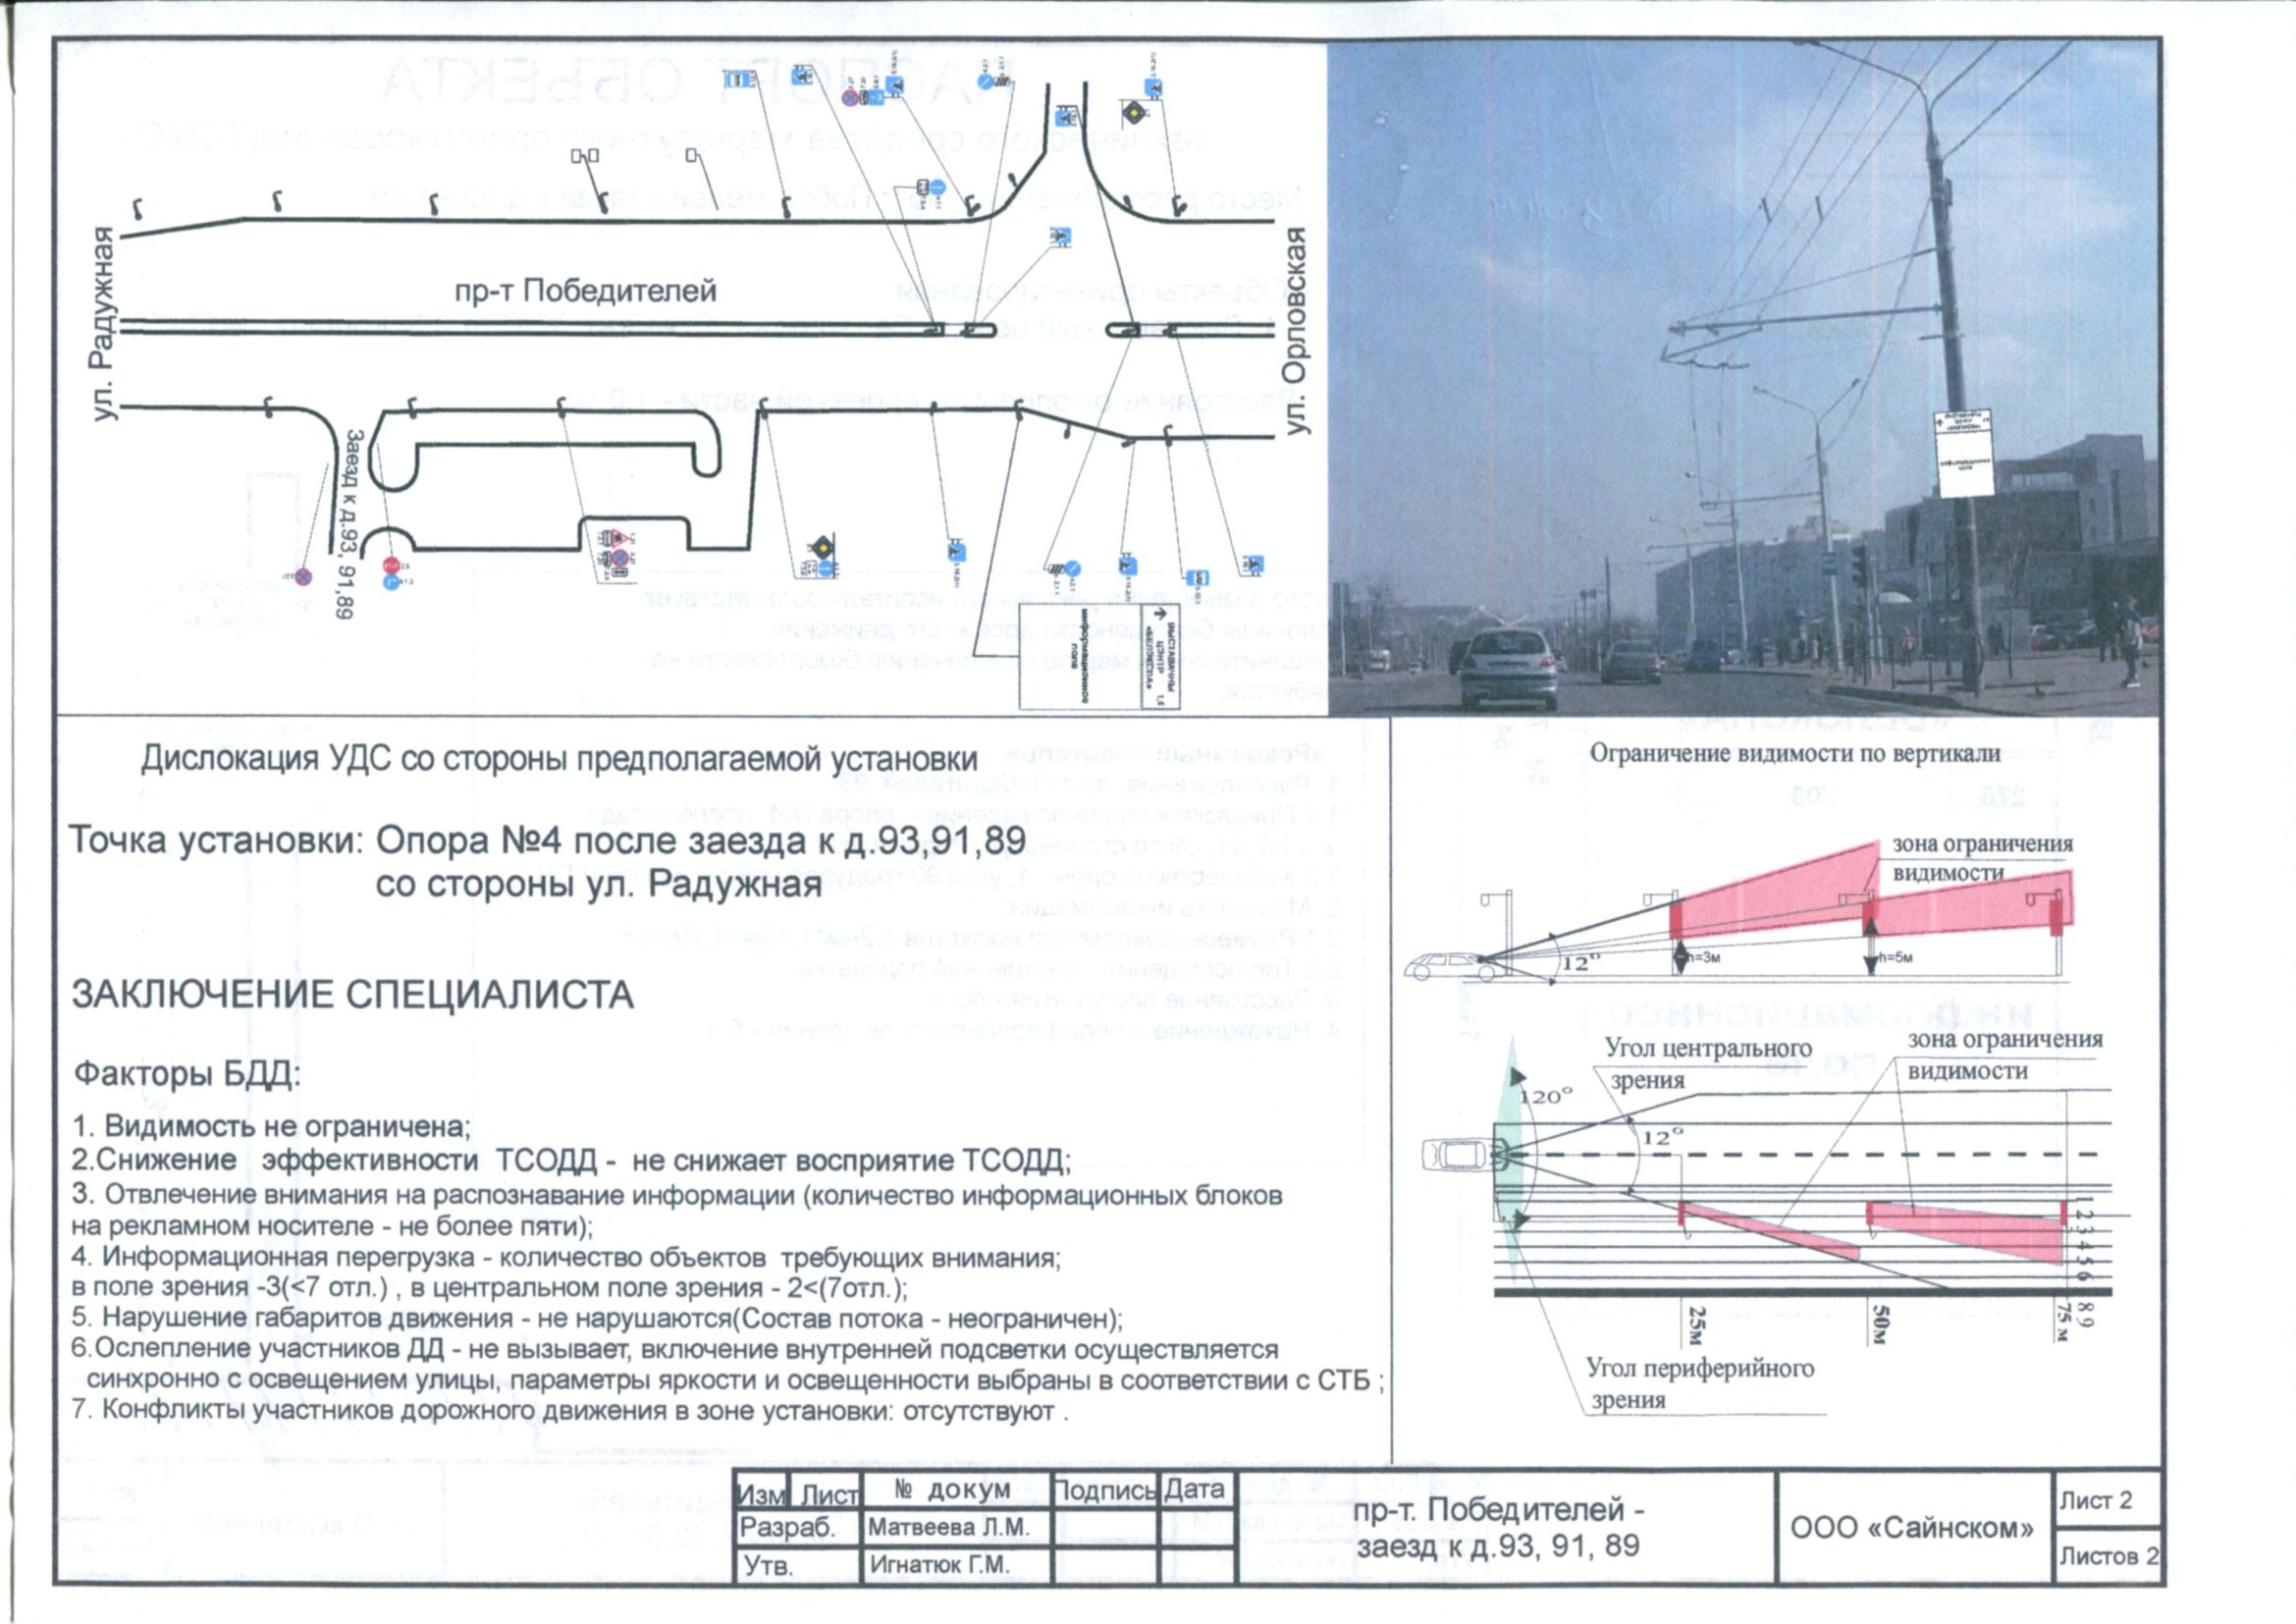 ул. Радужная
пр-т Победителей
ул. Орловская
Заезд к д.93, 91,89
ВЫСТАВАЧНЫ
ЦЭНТР 1,6
«БЕЛЭКСПА»
информационное
поле
Дислокация УДС со стороны предполагаемой установки
Точка установки: Опора №4 после заезда к д.93,91,89
со стороны ул. Радужная
ЗАКЛЮЧЕНИЕ СПЕЦИАЛИСТА
Факторы БДД:
1. Видимость не ограничена;
2.Снижение эффективности ТСОДД - не снижает восприятие ТСОДД;
3. Отвлечение внимания на распознавание информации (количество информационных блоков
на рекламном носителе - не более пяти);
4. Информационная перегрузка - количество объектов требующих внимания;
в поле зрения -3(<7 отл.) , в центральном поле зрения - 2<(7отл.);
5. Нарушение габаритов движения - не нарушаются(Состав потока - неограничен);
6.Ослепление участников ДД - не вызывает, включение внутренней подсветки осуществляется
синхронно с освещением улицы, параметры яркости и освещенности выбраны в соответствии с СТБ ;
7. Конфликты участников дорожного движения в зоне установки: отсутствуют .
Ограничение видимости по вертикали
зона ограничения
видимости
12°
h=3м
h=5м
Угол центрального
зрения
зона ограничения
видимости
120°
12°
1 2 3 4 5 6
8 9
25м
50м
75 м
Угол периферийного
зрения
Изм Лист № докум Подпись Дата
Разраб. Матвеева Л.М.
Утв. Игнатюк Г.М.
пр-т. Победителей -
заезд к д.93, 91, 89
ООО «Сайнском»
Лист 2
Листов 2